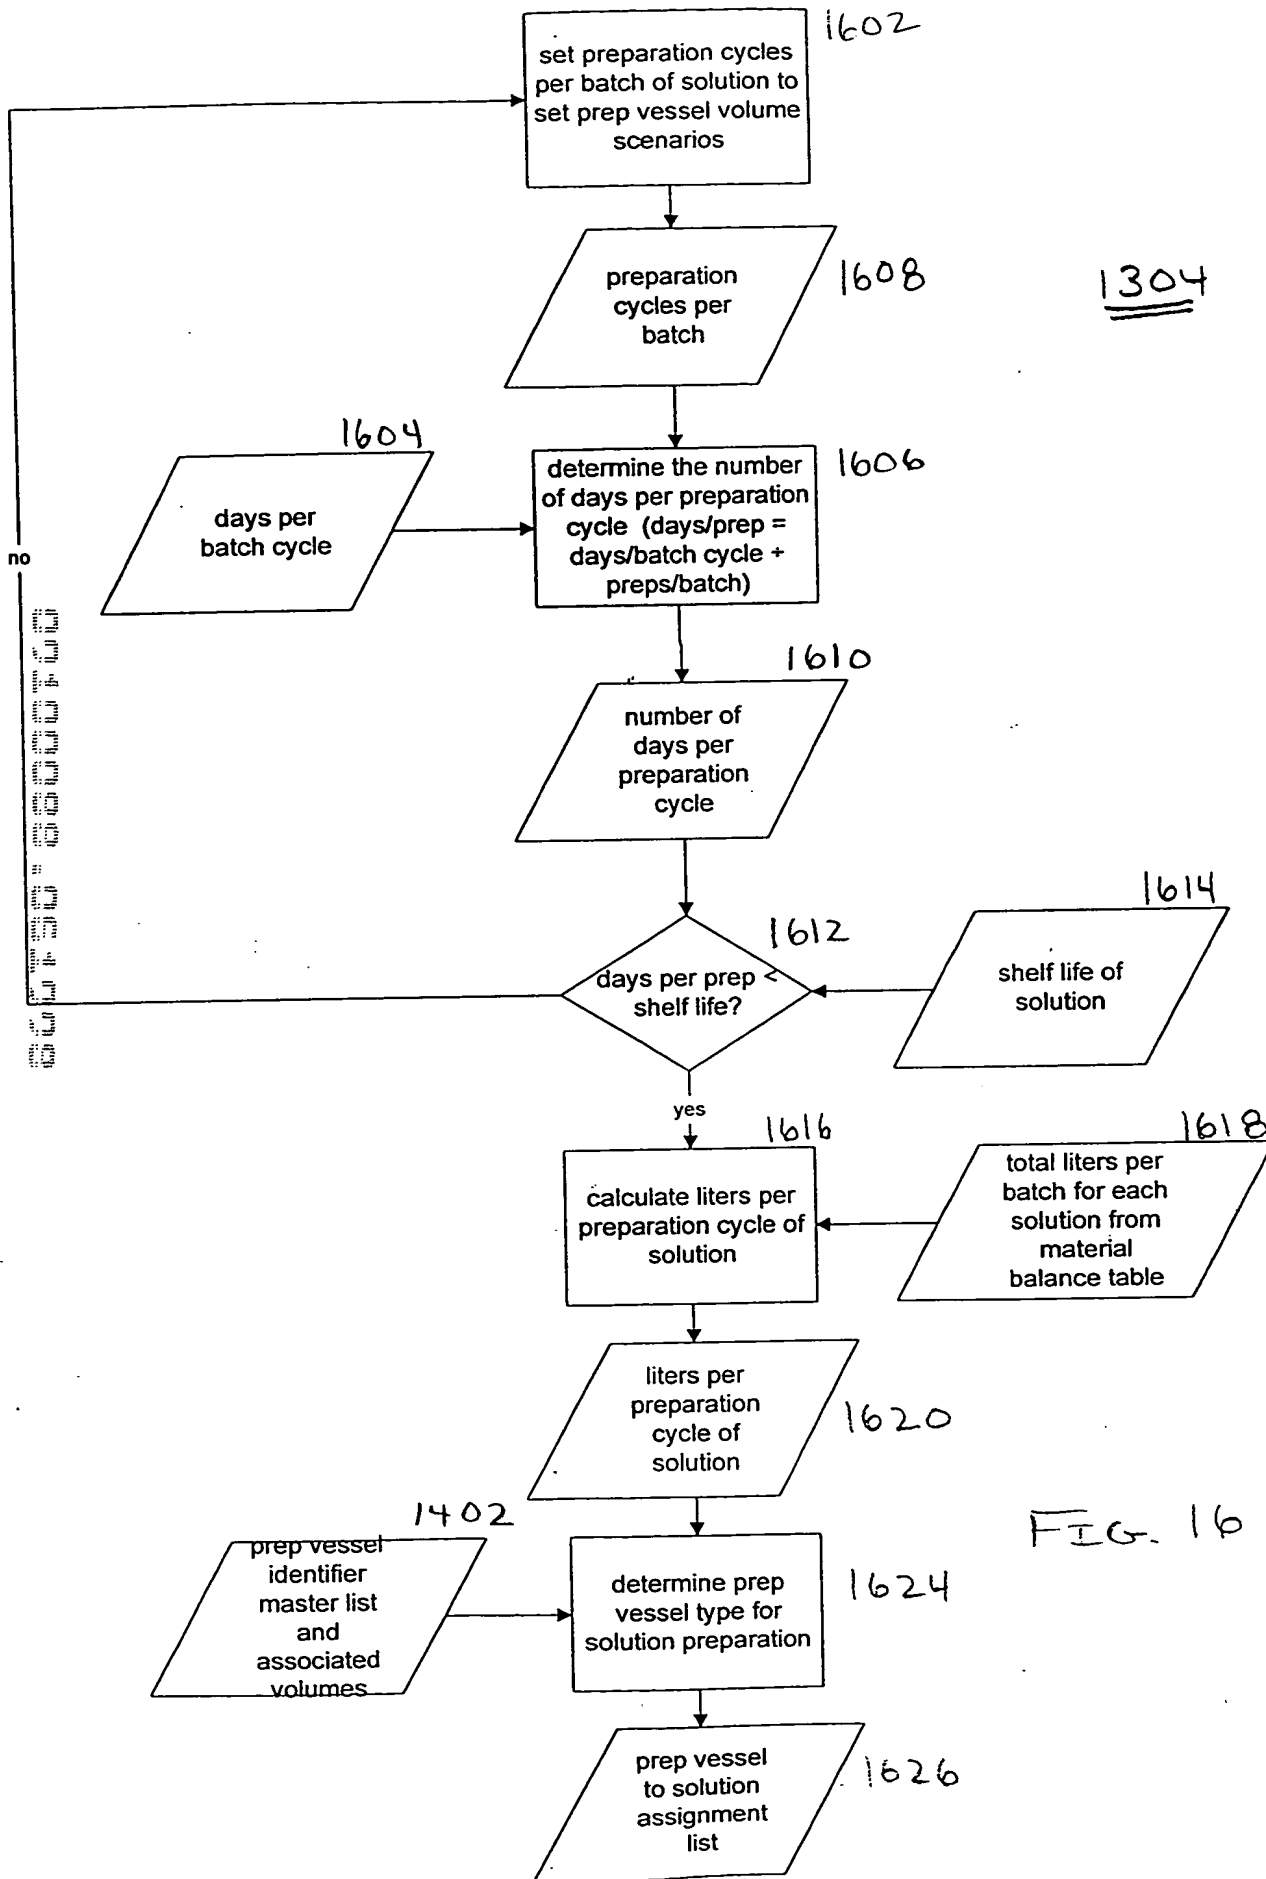 1602
set preparation cycles
per batch of solution to
set prep vessel volume
scenarios
preparation
cycles per
batch
1608
1304
1604
days per
batch cycle
determine the number
of days per preparation
cycle (days/prep =
days/batch cycle ÷
preps/batch)
1606
no
1610
number of
days per
preparation
cycle
1612
days per prep <
shelf life?
1614
shelf life of
solution
yes
1616
calculate liters per
preparation cycle of
solution
1618
total liters per
batch for each
solution from
material
balance table
liters per
preparation
cycle of
solution
1620
1402
prep vessel
identifier
master list
and
associated
volumes
determine prep
vessel type for
solution preparation
1624
FIG. 16
prep vessel
to solution
assignment
list
1626